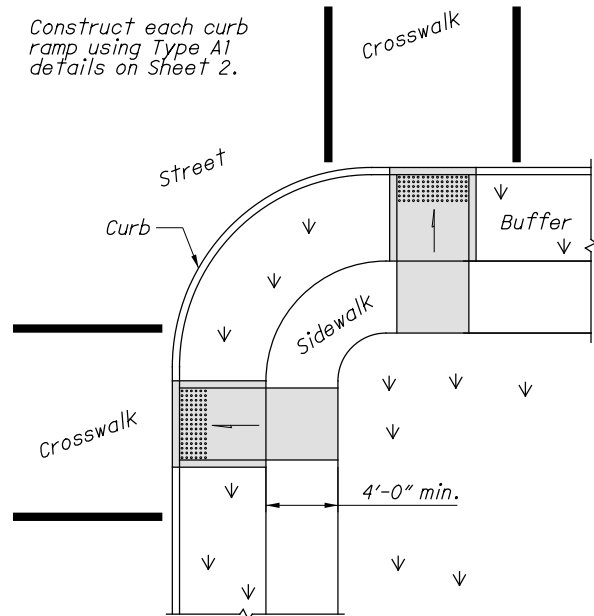 Construct each curb
ramp using Type A1
details on Sheet 2.
Crosswalk
Street
Curb
Buffer
Sidewalk
Crosswalk
4'-0" min.